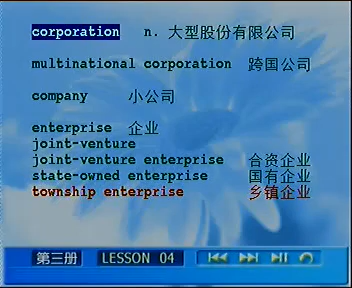 corporation n. 大型股份有限公司
multinational corporation 跨国公司
company 小公司
enterprise 企业
joint-venture
joint-venture enterprise 合资企业
state-owned enterprise 国有企业
township enterprise 乡镇企业
第三册 LESSON 04